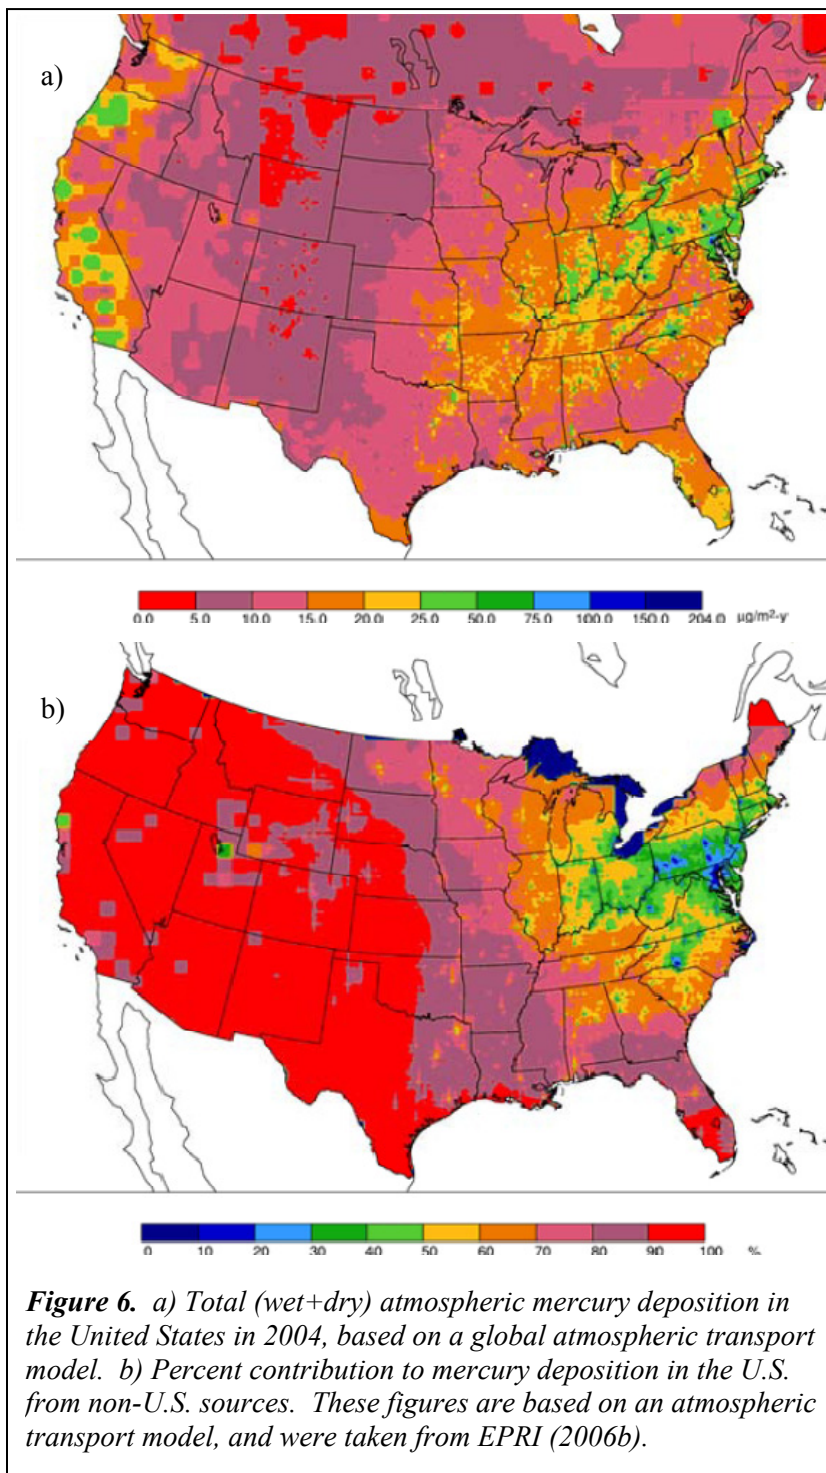 a)
0.0 5.0 10.0 15.0 20.0 25.0 50.0 75.0 100.0 150.0 204.0 µg/m²-y
b)
0 10 20 30 40 50 60 70 80 90 100 %
Figure 6. a) Total (wet+dry) atmospheric mercury deposition in
the United States in 2004, based on a global atmospheric transport
model. b) Percent contribution to mercury deposition in the U.S.
from non-U.S. sources. These figures are based on an atmospheric
transport model, and were taken from EPRI (2006b).